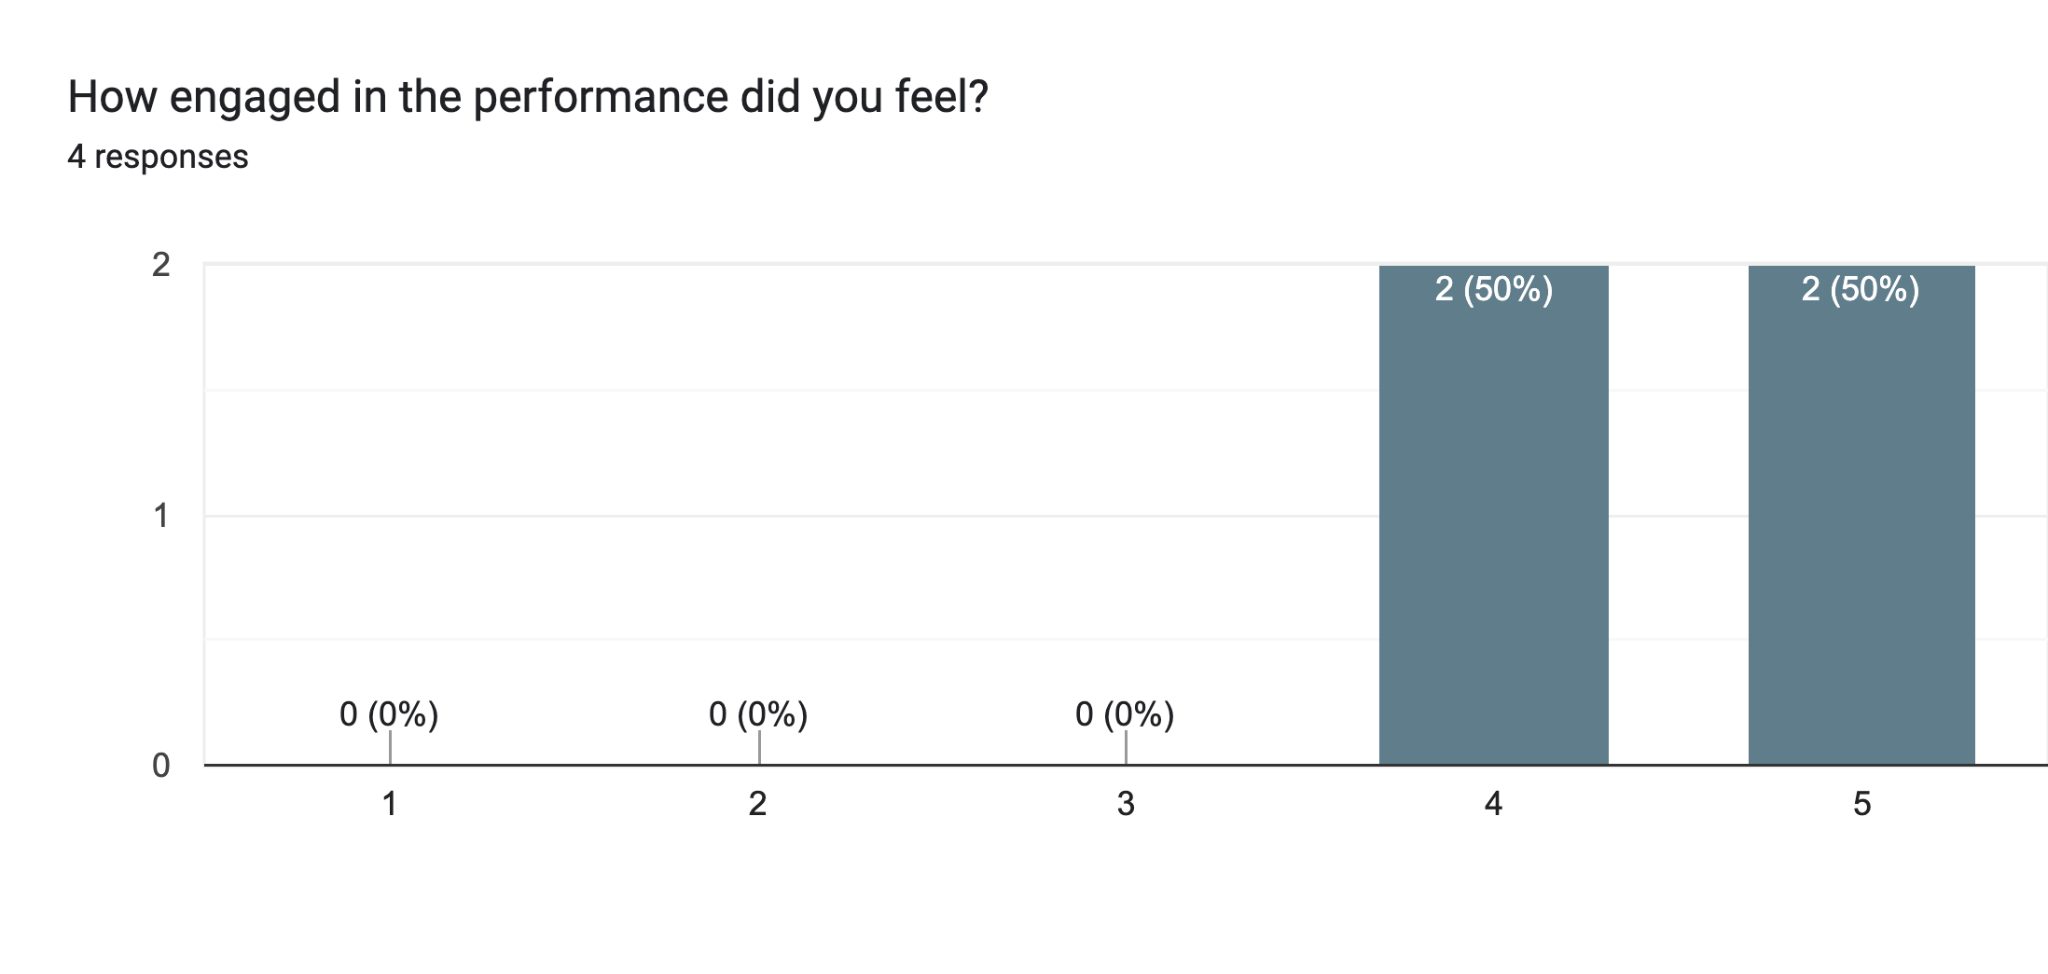 How engaged in the performance did you feel?
4 responses
2
2 (50%) 2 (50%)
1
0 (0%) 0 (0%) 0 (0%)
0
1 2 3 4 5